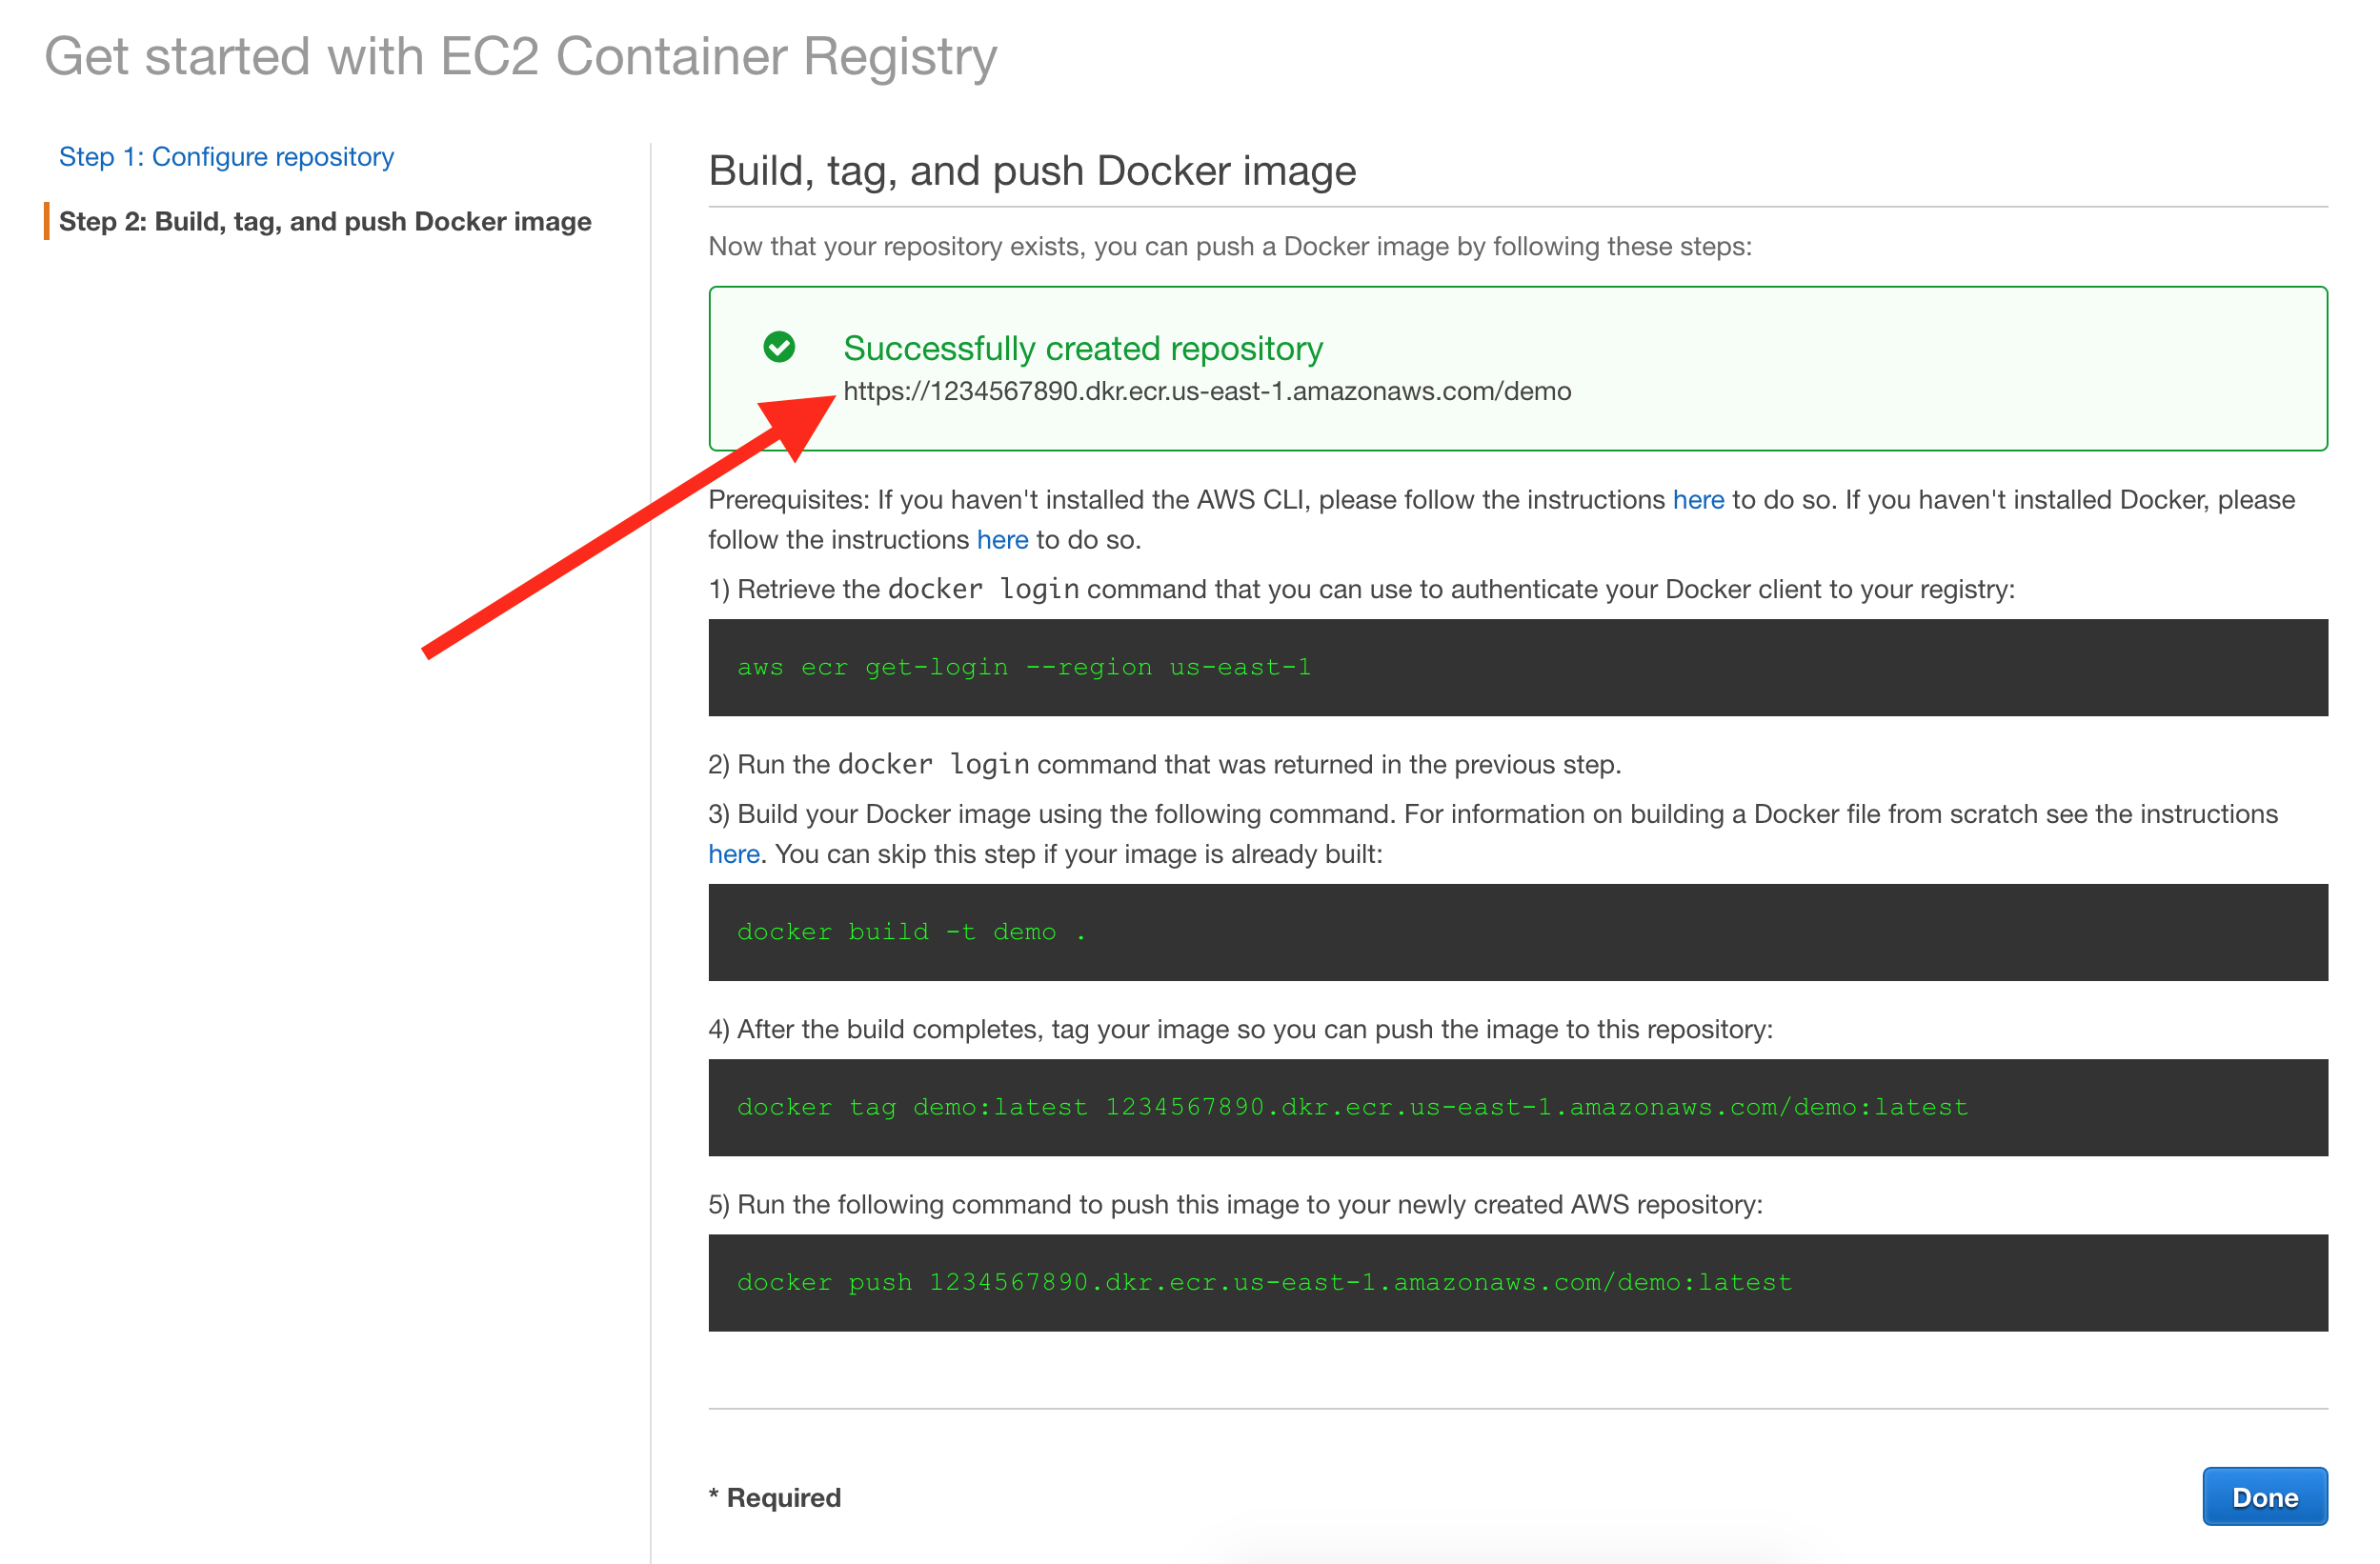 Get started with EC2 Container Registry
Step 1: Configure repository
Step 2: Build, tag, and push Docker image
Build, tag, and push Docker image
Now that your repository exists, you can push a Docker image by following these steps:
Successfully created repository
https://1234567890.dkr.ecr.us-east-1.amazonaws.com/demo
Prerequisites: If you haven't installed the AWS CLI, please follow the instructions here to do so. If you haven't installed Docker, please
follow the instructions here to do so.
1) Retrieve the docker login command that you can use to authenticate your Docker client to your registry:
aws ecr get-login --region us-east-1
2) Run the docker login command that was returned in the previous step.
3) Build your Docker image using the following command. For information on building a Docker file from scratch see the instructions
here. You can skip this step if your image is already built:
docker build -t demo .
4) After the build completes, tag your image so you can push the image to this repository:
docker tag demo:latest 1234567890.dkr.ecr.us-east-1.amazonaws.com/demo:latest
5) Run the following command to push this image to your newly created AWS repository:
docker push 1234567890.dkr.ecr.us-east-1.amazonaws.com/demo:latest
* Required
Done